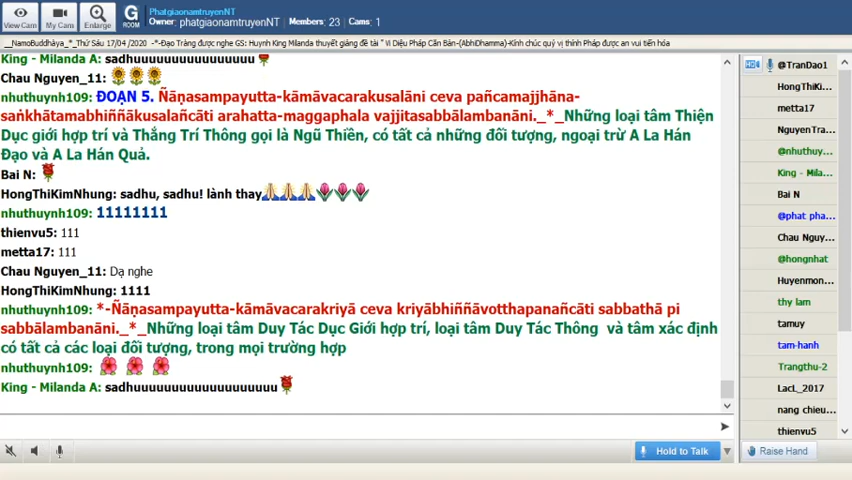 PhatgiaonamtruyenNT
Owner: phatgiaonamtruyenNT Members: 23 Cams: 1
View Cam My Cam Enlarge G ROOM
__NamoBuddhàya_*_Thứ Sáu 17/04 /2020 -*-Đạo Tràng được nghe GS: Huynh King Milanda thuyết giảng đề tài " Vi Diệu Pháp Căn Bản-(AbhiDhamma)-Kính chúc quý vị thính Pháp được an vui tiến hóa
King - Milanda A: sadhuuuuuuuuuuuuuuuuuu
Chau Nguyen_11:
nhuthuynh109: ĐOẠN 5. Ñāṇasampayutta-kāmāvacarakusalāni ceva pañcamajjhāna-
saṅkhātamabhiññākusalañcāti arahatta-maggaphala vajjitasabbālambanāni._*_Những loại tâm Thiện
Dục giới hợp trí và Thắng Trí Thông gọi là Ngũ Thiền, có tất cả những đối tượng, ngoại trừ A La Hán
Đạo và A La Hán Quả.
Bai N:
HongThiKimNhung: sadhu, sadhu! lành thay
nhuthuynh109: 11111111
thienvu5: 111
metta17: 111
Chau Nguyen_11: Dạ nghe
HongThiKimNhung: 1111
nhuthuynh109: *-Ñāṇasampayutta-kāmāvacarakriyā ceva kriyābhiññāvotthapanañcāti sabbathā pi
sabbālambanāni._*_Những loại tâm Duy Tác Dục Giới hợp trí, loại tâm Duy Tác Thông và tâm xác định
có tất cả các loại đối tượng, trong mọi trường hợp
nhuthuynh109:
King - Milanda A: sadhuuuuuuuuuuuuuuuuuuu
Hold to Talk
@TranDao1
HongThiKi...
metta17
NguyenTra...
@nhuthuy...
King - Mila...
Bai N
@phat pha...
Chau Nguy...
@hongnhat
Huyenmon...
thy lam
tamuy
tam-hanh
Trangthu-2
LacL_2017
nang chieu...
thienvu5
Raise Hand